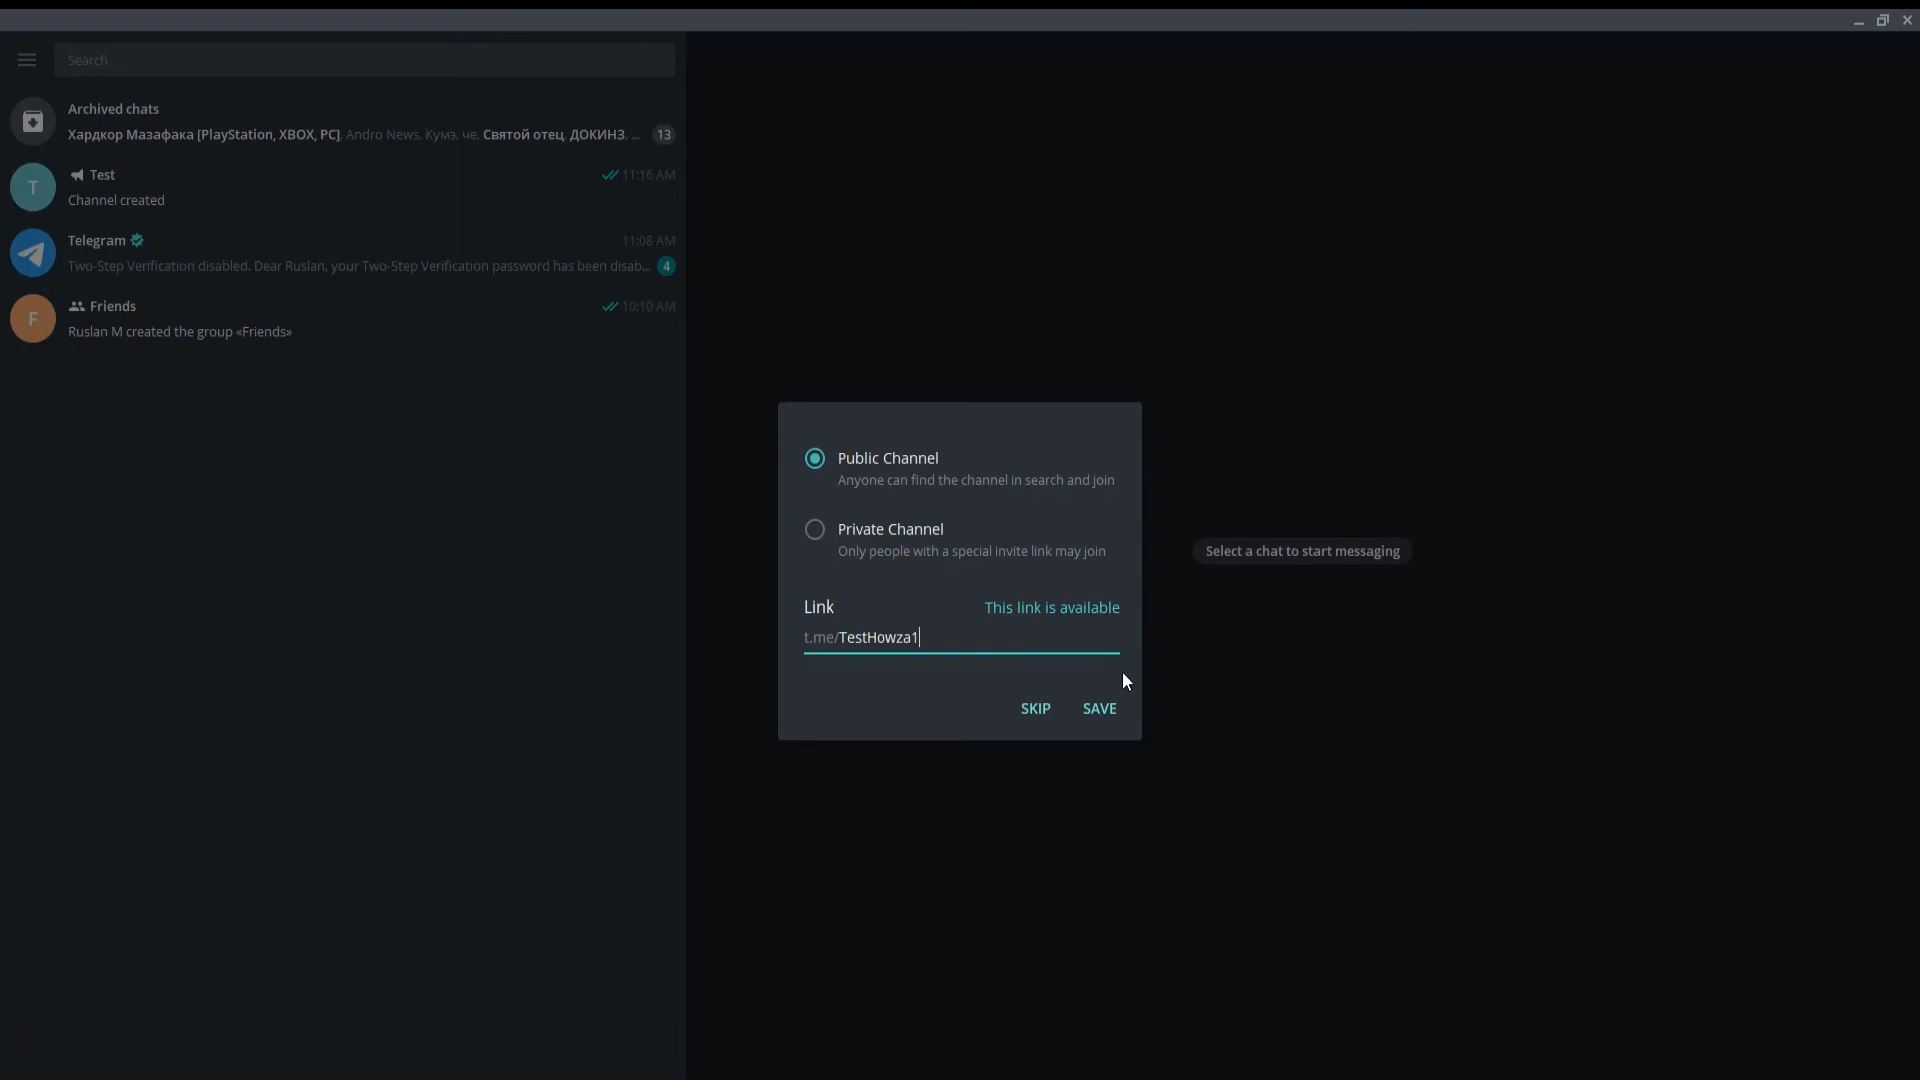 Search
Archived chats
Хардкор Мазафака [PlayStation, XBOX, PC], Andro News, Кумэ, че, Святой отец, ДОКИНЗ, ... 13
T Test 11:16 AM
Channel created
Telegram 11:08 AM
Two-Step Verification disabled. Dear Ruslan, your Two-Step Verification password has been disab... 4
F Friends 10:10 AM
Ruslan M created the group «Friends»
Public Channel
Anyone can find the channel in search and join
Private Channel
Only people with a special invite link may join
Select a chat to start messaging
Link This link is available
t.me/TestHowza1
SKIP SAVE